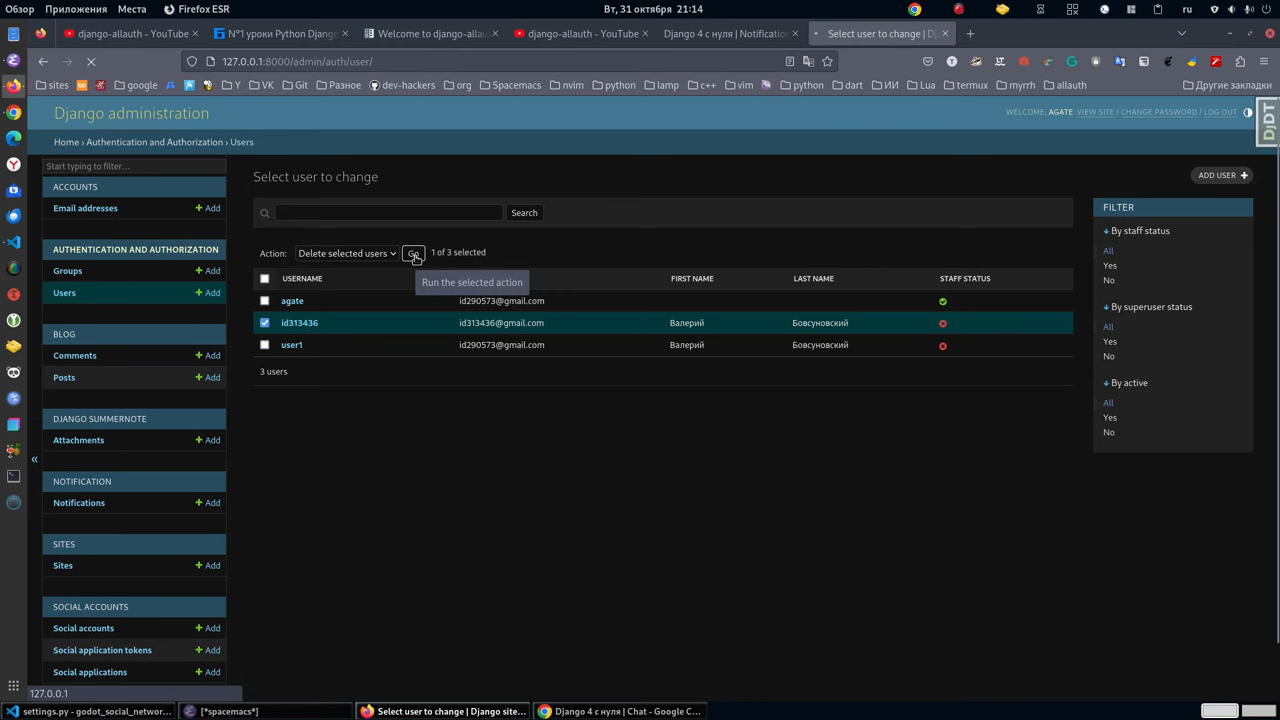 Обзор Приложения Места Firefox ESR Вт, 31 октября 21:14 ru
django-allauth - YouTube №1 уроки Python Django Welcome to django-allau django-allauth - YouTube Django 4 с нуля | Notification Select user to change | D
127.0.0.1:8000/admin/auth/user/
sites bp google Y VK Git Разное dev-hackers org Spacemacs nvim python lamp c++ vim python dart ИИ Lua termux myrrh allauth Другие закладки
Django administration
WELCOME, AGATE. VIEW SITE / CHANGE PASSWORD / LOG OUT
DjDT
Home › Authentication and Authorization › Users
Start typing to filter…
ACCOUNTS
Email addresses + Add
AUTHENTICATION AND AUTHORIZATION
Groups + Add
Users + Add
BLOG
Comments + Add
Posts + Add
DJANGO SUMMERNOTE
Attachments + Add
NOTIFICATION
Notifications + Add
SITES
Sites + Add
SOCIAL ACCOUNTS
Social accounts + Add
Social application tokens + Add
Social applications + Add
«
Select user to change
ADD USER +
Search
Action: Delete selected users Go 1 of 3 selected
Run the selected action
USERNAME FIRST NAME LAST NAME STAFF STATUS
agate id290573@gmail.com
id313436 id313436@gmail.com Валерий Бовсуновский
user1 id290573@gmail.com Валерий Бовсуновский
3 users
FILTER
By staff status
All
Yes
No
By superuser status
All
Yes
No
By active
All
Yes
No
127.0.0.1
settings.py - godot_social_networ… [*spacemacs*] Select user to change | Django site… Django 4 с нуля | Chat - Google C…